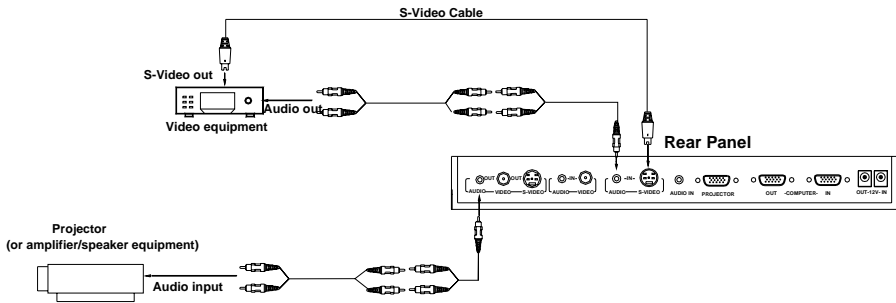 S-Video Cable
S-Video out
Audio out
Video equipment
Rear Panel
OUT OUT -IN- -IN-
AUDIO VIDEO S-VIDEO AUDIO VIDEO AUDIO S-VIDEO AUDIO IN PROJECTOR OUT -COMPUTER- IN OUT-12V- IN
Projector
(or amplifier/speaker equipment)
Audio input